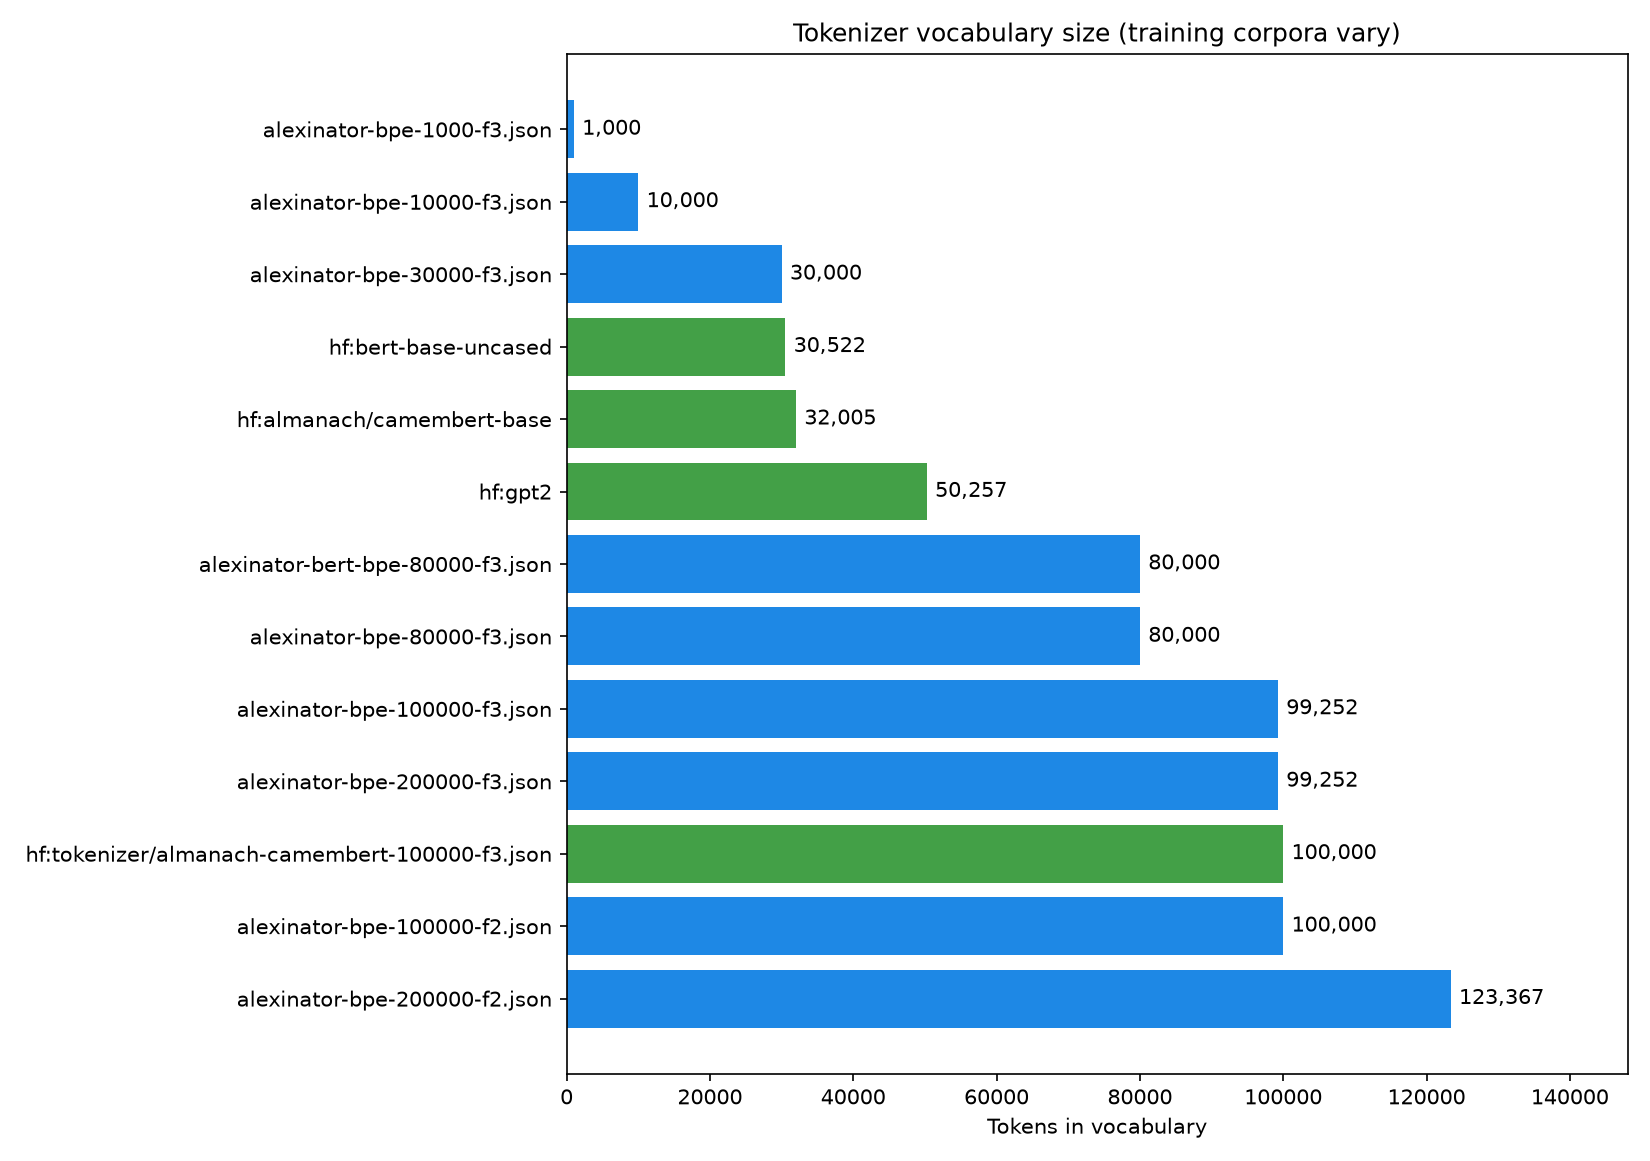 Tokenizer vocabulary size (training corpora vary)
alexinator-bpe-1000-f3.json 1,000
alexinator-bpe-10000-f3.json 10,000
alexinator-bpe-30000-f3.json 30,000
hf:bert-base-uncased 30,522
hf:almanach/camembert-base 32,005
hf:gpt2 50,257
alexinator-bert-bpe-80000-f3.json 80,000
alexinator-bpe-80000-f3.json 80,000
alexinator-bpe-100000-f3.json 99,252
alexinator-bpe-200000-f3.json 99,252
hf:tokenizer/almanach-camembert-100000-f3.json 100,000
alexinator-bpe-100000-f2.json 100,000
alexinator-bpe-200000-f2.json 123,367
0 20000 40000 60000 80000 100000 120000 140000
Tokens in vocabulary